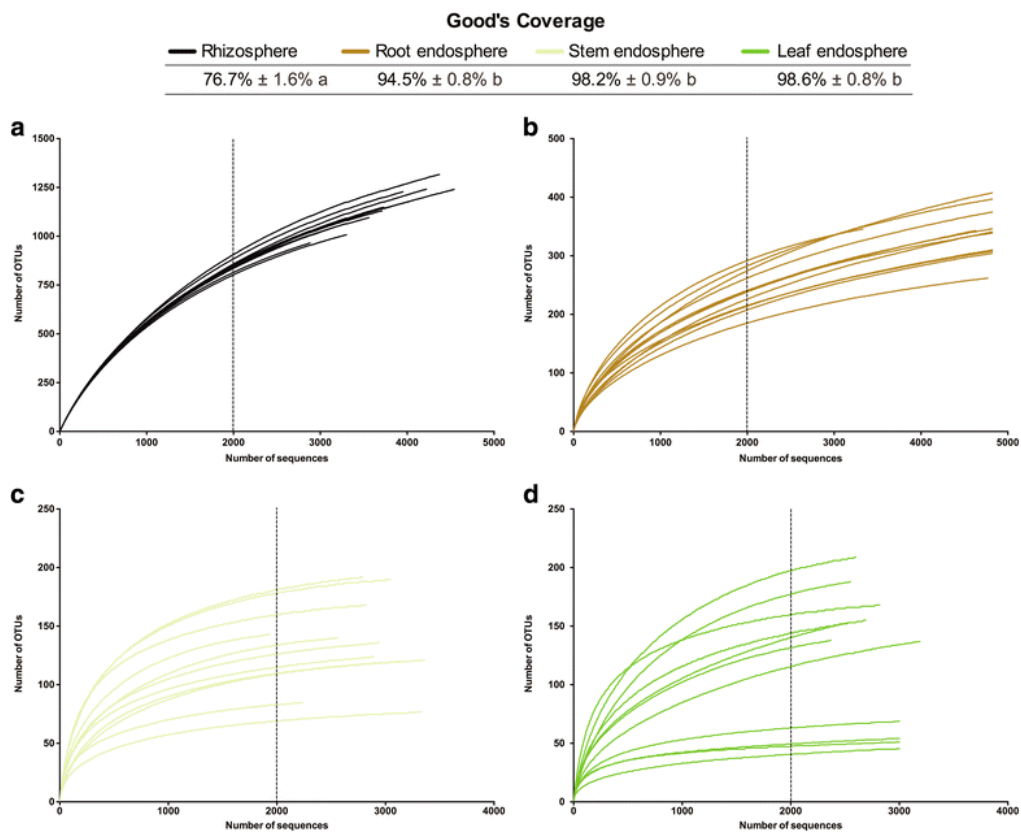 Good's Coverage
Rhizosphere Root endosphere Stem endosphere Leaf endosphere
76.7% ± 1.6% a 94.5% ± 0.8% b 98.2% ± 0.9% b 98.6% ± 0.8% b
a
1500
1250
1000
750
500
250
0
Number of OTUs
0 1000 2000 3000 4000 5000
Number of sequences
b
500
400
300
200
100
0
Number of OTUs
0 1000 2000 3000 4000 5000
Number of sequences
c
250
200
150
100
50
0
Number of OTUs
0 1000 2000 3000 4000
Number of sequences
d
250
200
150
100
50
0
Number of OTUs
0 1000 2000 3000 4000
Number of sequences